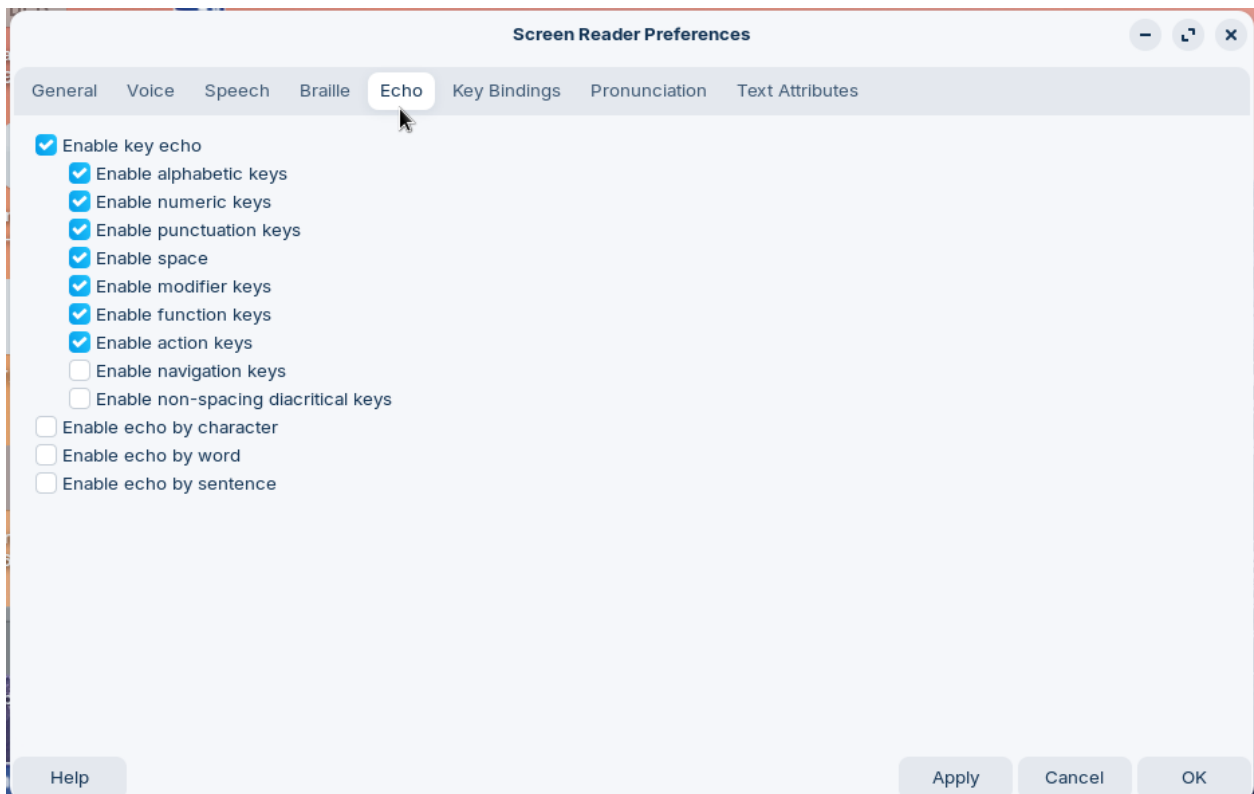 Screen Reader Preferences
General Voice Speech Braille Echo Key Bindings Pronunciation Text Attributes
Enable key echo
Enable alphabetic keys
Enable numeric keys
Enable punctuation keys
Enable space
Enable modifier keys
Enable function keys
Enable action keys
Enable navigation keys
Enable non-spacing diacritical keys
Enable echo by character
Enable echo by word
Enable echo by sentence
Help Apply Cancel OK